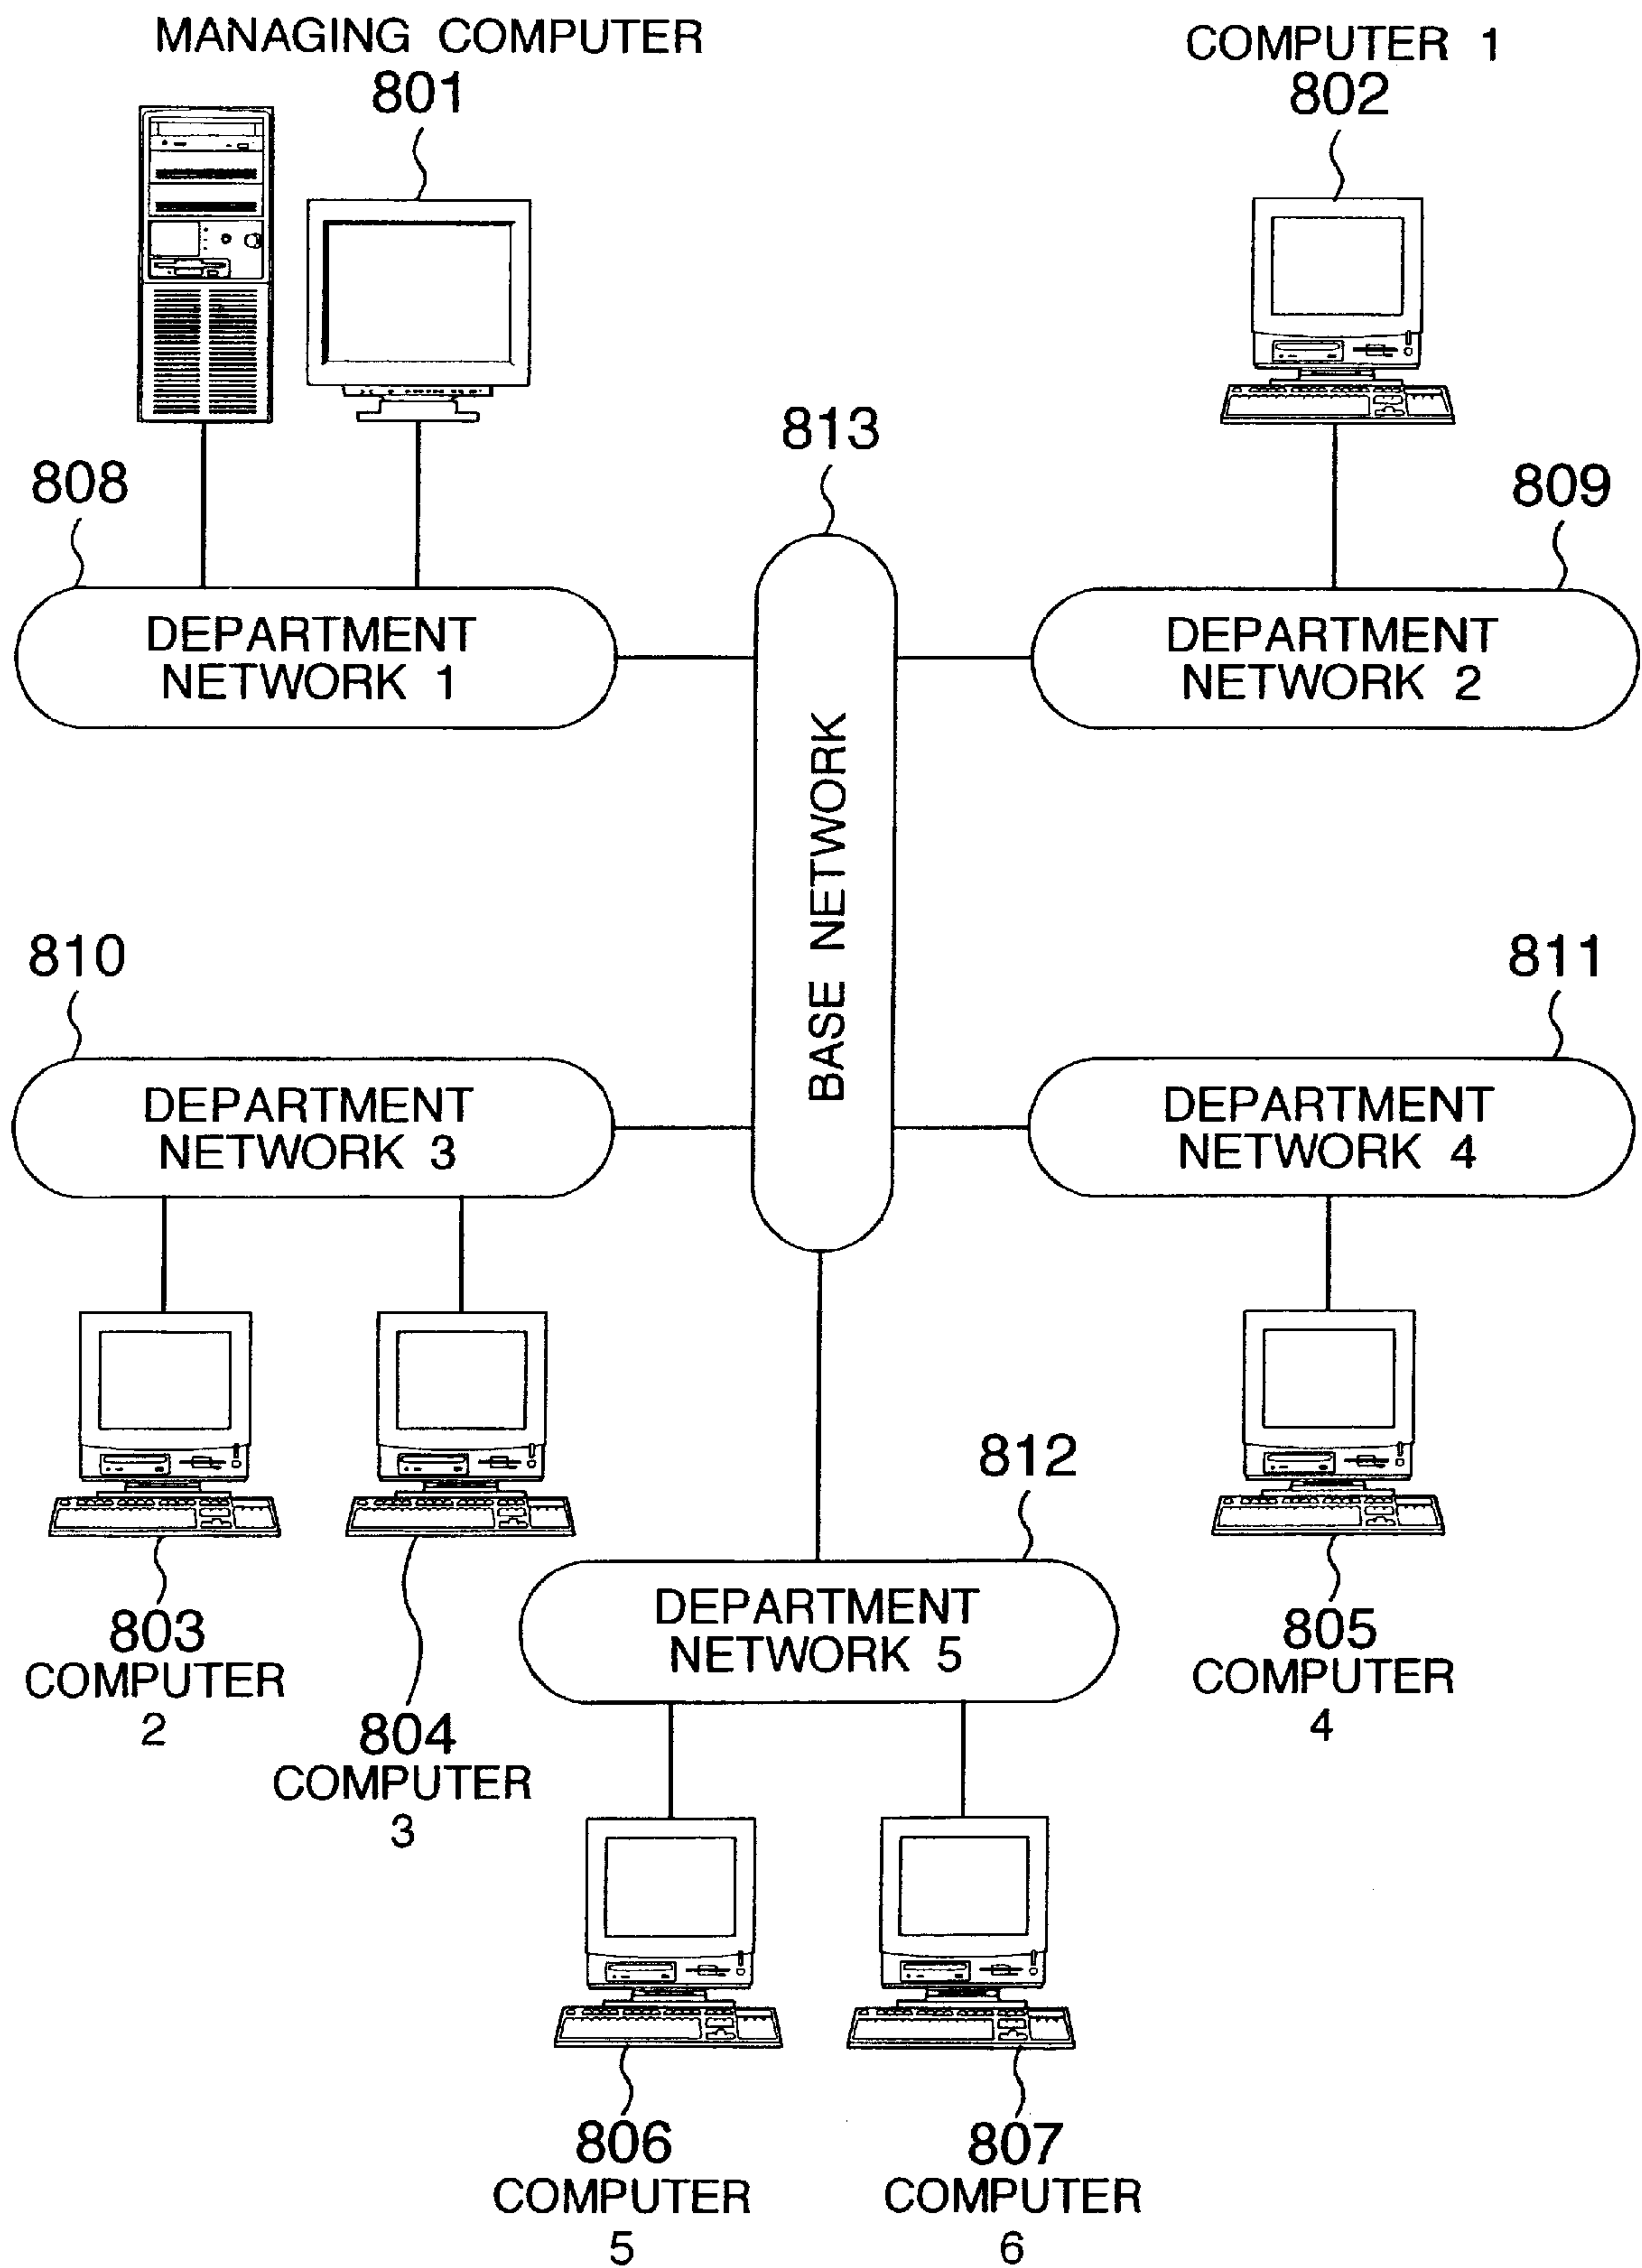 MANAGING COMPUTER
801
COMPUTER 1
802
813
808
809
DEPARTMENT
NETWORK 1
DEPARTMENT
NETWORK 2
BASE NETWORK
810
811
DEPARTMENT
NETWORK 3
DEPARTMENT
NETWORK 4
812
DEPARTMENT
NETWORK 5
803
COMPUTER
2
804
COMPUTER
3
805
COMPUTER
4
806
COMPUTER
5
807
COMPUTER
6